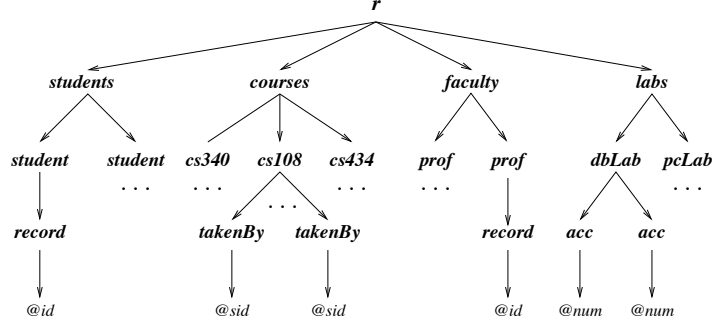 r
students courses faculty labs
student student cs340 cs108 cs434 prof prof dbLab pcLab
. . . . . . . . . . . . . . .
. . .
record takenBy takenBy record acc acc
@id @sid @sid @id @num @num